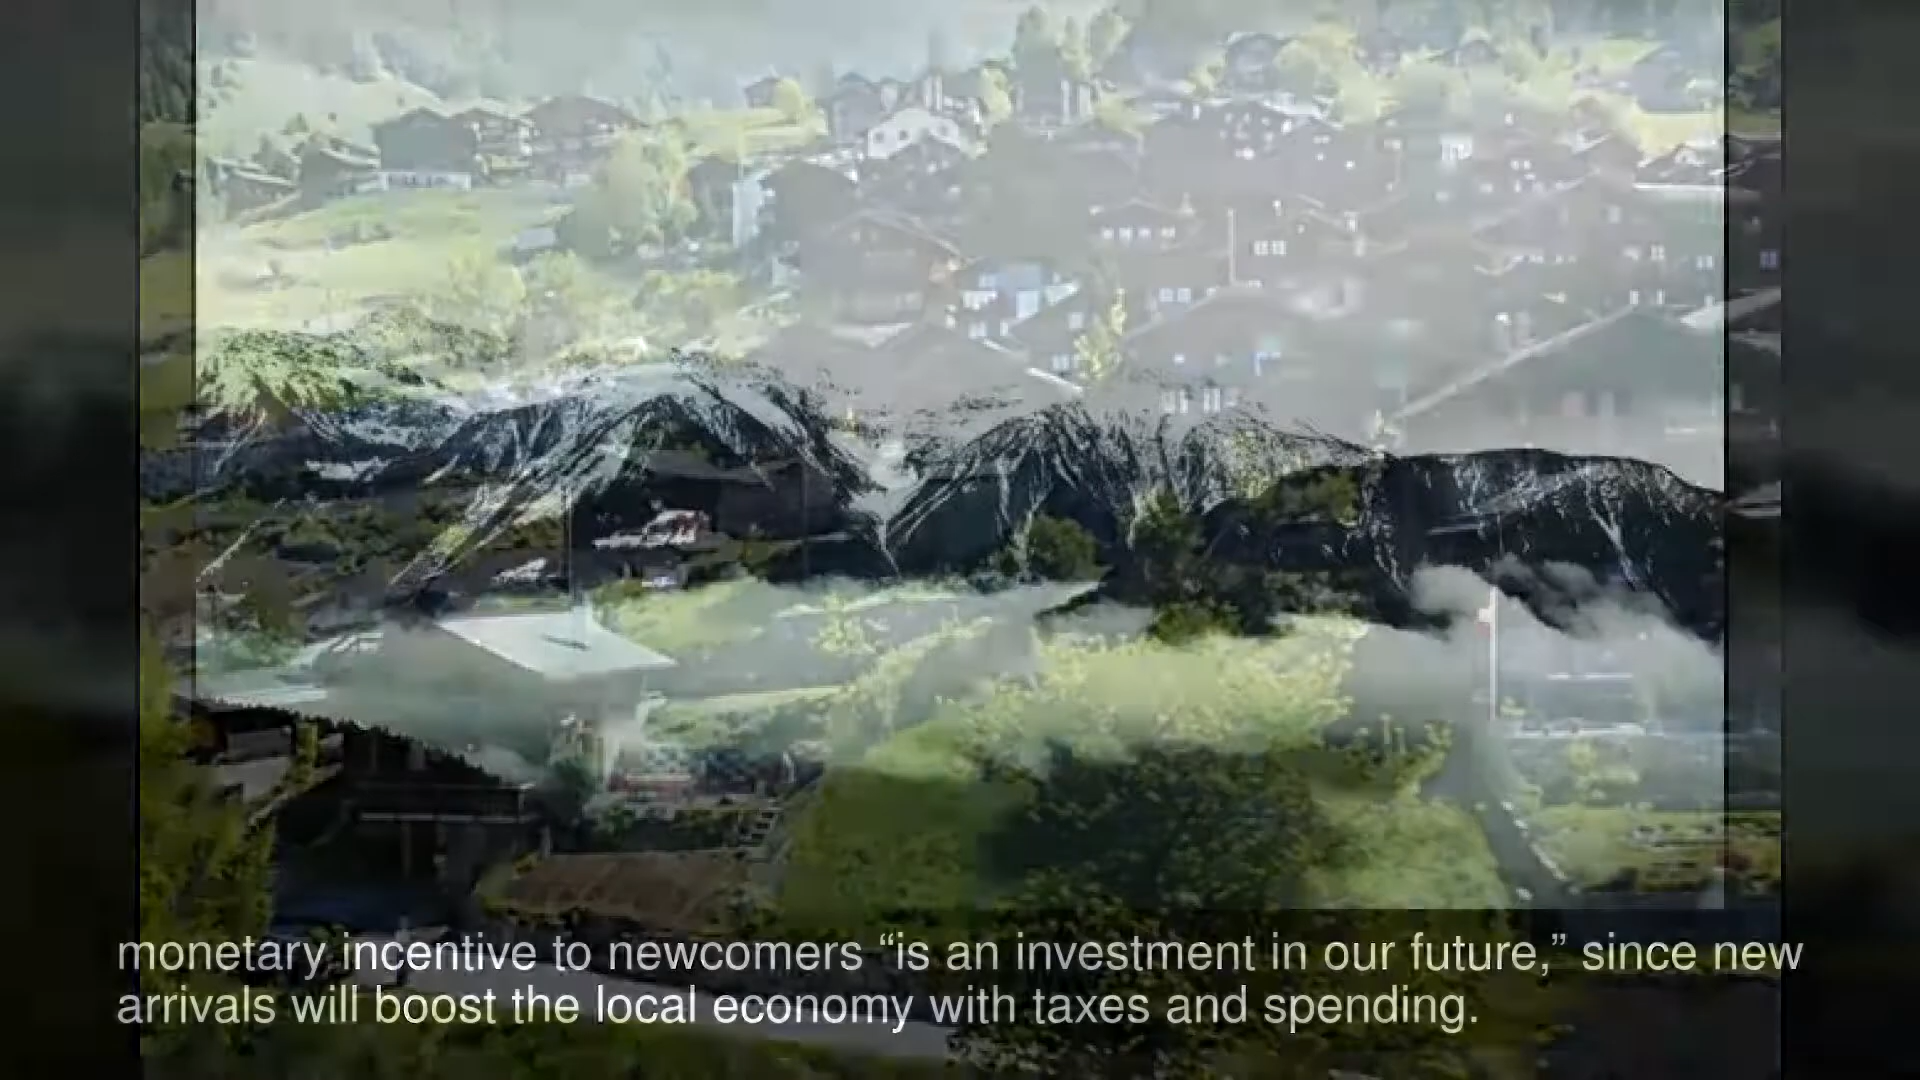 monetary incentive to newcomers “is an investment in our future,” since new
arrivals will boost the local economy with taxes and spending.